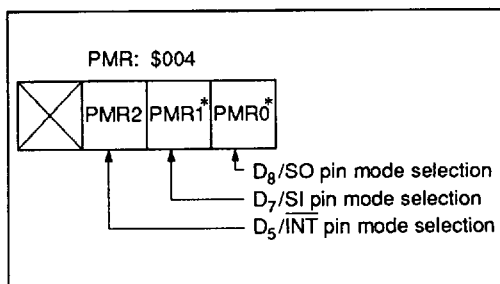 PMR: $004
PMR2 PMR1* PMR0*
D₈/SO pin mode selection
D₇/SI pin mode selection
D₅/I̅N̅T̅ pin mode selection